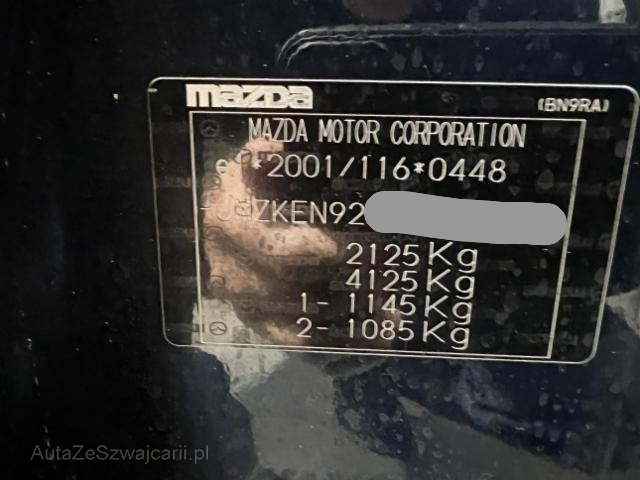 mazda
(BN9RA)
MAZDA MOTOR CORPORATION
*2001/116*0448
ZKEN92
2125Kg
4125Kg
1- 1145Kg
2- 1085Kg
AutaZeSzwajcarii.pl